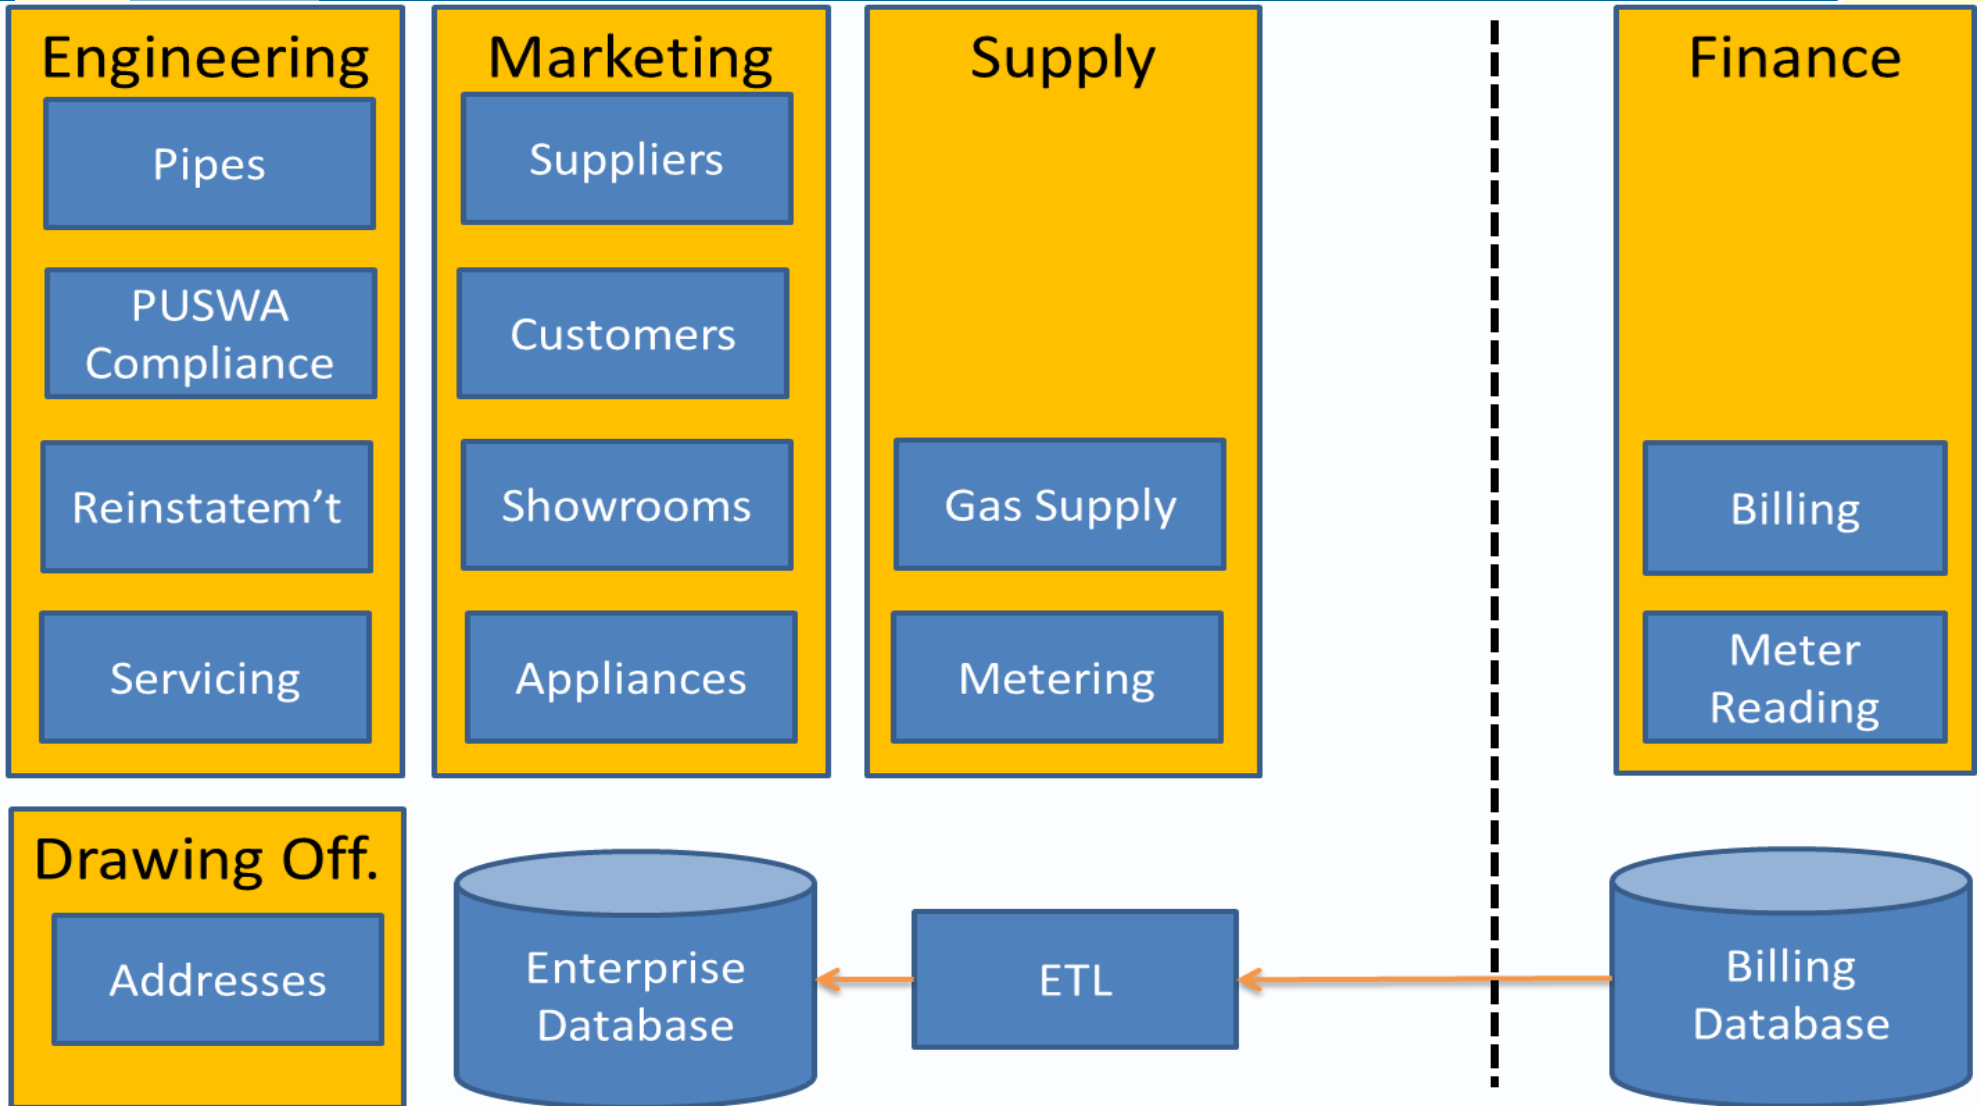 Engineering
Pipes
PUSWA
Compliance
Reinstatem’t
Servicing
Marketing
Suppliers
Customers
Showrooms
Appliances
Supply
Gas Supply
Metering
Finance
Billing
Meter
Reading
Drawing Off.
Addresses
Enterprise
Database
ETL
Billing
Database